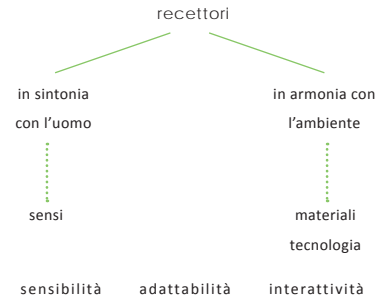 recettori
in sintonia
con l'uomo
in armonia con
l'ambiente
sensi
materiali
tecnologia
sensibilità adattabilità interattività